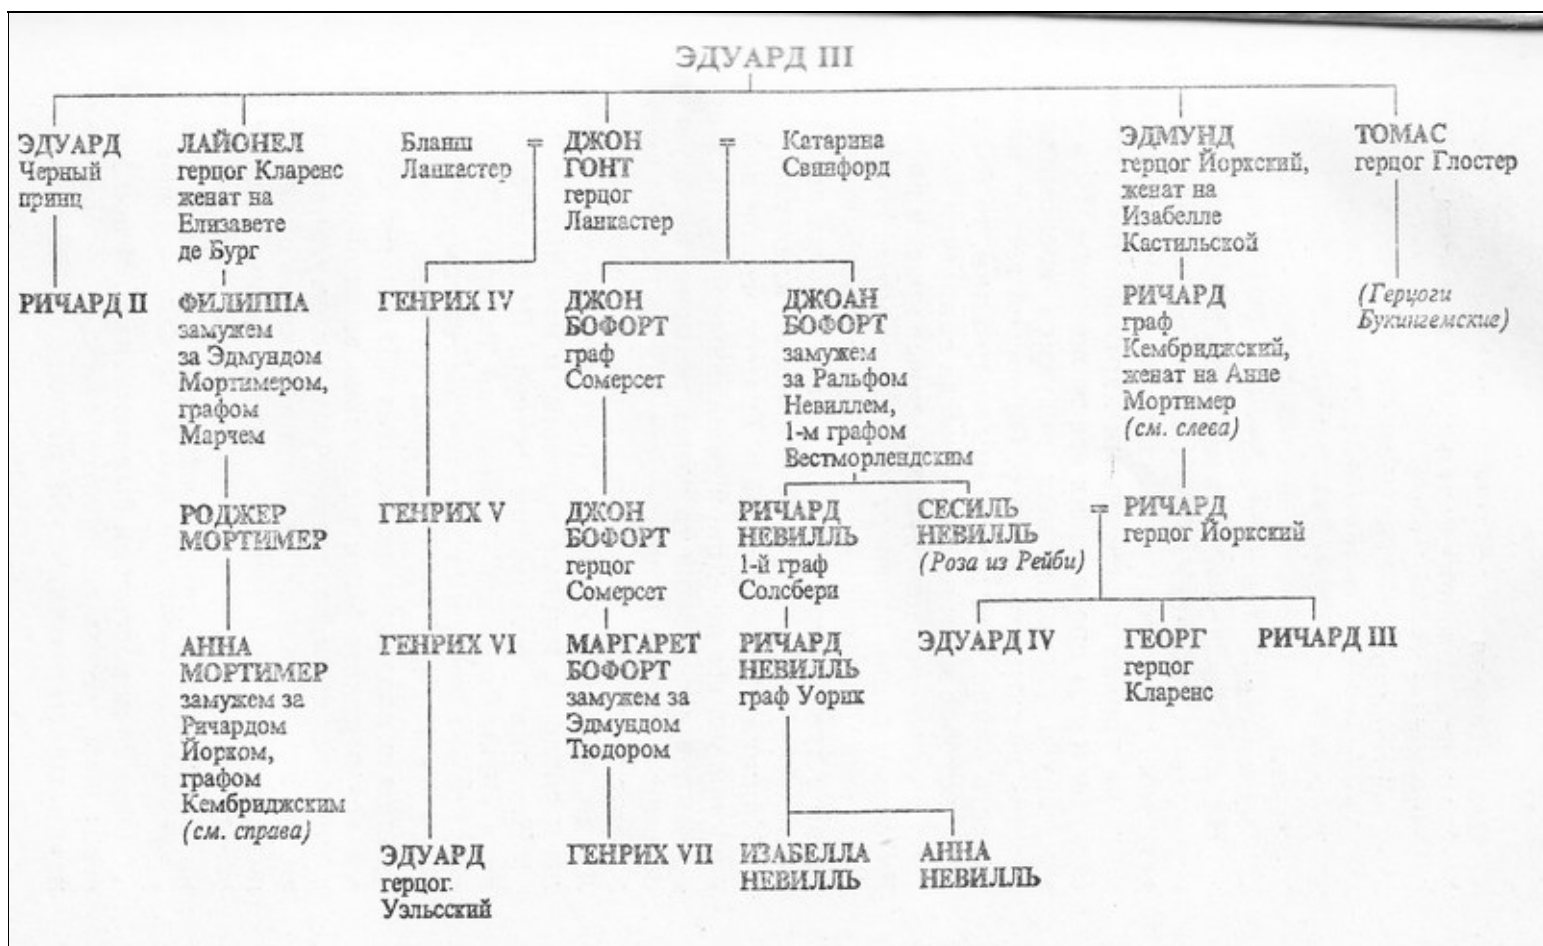 ЭДУАРД III
ЭДУАРД
Черный
принц
РИЧАРД II
ЛАЙОНЕЛ
герцог Кларенс
женат на
Елизавете
де Бург
ФИЛИППА
замужем
за Эдмундом
Мортимером,
графом
Марчем
РОДЖЕР
МОРТИМЕР
АННА
МОРТИМЕР
замужем за
Ричардом
Йорком,
графом
Кембриджским
(см. справа)
Бланш
Ланкастер
=
ДЖОН
ГОНТ
герцог
Ланкастер
=
Катарина
Свинфорд
ГЕНРИХ IV
ГЕНРИХ V
ГЕНРИХ VI
ЭДУАРД
герцог.
Уэльсский
ДЖОН
БОФОРТ
граф
Сомерсет
ДЖОН
БОФОРТ
герцог
Сомерсет
МАРГАРЕТ
БОФОРТ
замужем за
Эдмундом
Тюдором
ГЕНРИХ VII
ДЖОАН
БОФОРТ
замужем
за Ральфом
Невиллем,
1-м графом
Вестморлендским
РИЧАРД
НЕВИЛЛЬ
1-й граф
Солсбери
РИЧАРД
НЕВИЛЛЬ
граф Уорик
ИЗАБЕЛЛА
НЕВИЛЛЬ
АННА
НЕВИЛЛЬ
СЕСИЛЬ
НЕВИЛЛЬ
(Роза из Рейби)
=
ЭДМУНД
герцог Йоркский,
женат на
Изабелле
Кастильской
РИЧАРД
граф
Кембриджский,
женат на Анне
Мортимер
(см. слева)
РИЧАРД
герцог Йоркский
ЭДУАРД IV
ГЕОРГ
герцог
Кларенс
РИЧАРД III
ТОМАС
герцог Глостер
(Герцоги
Букингемские)